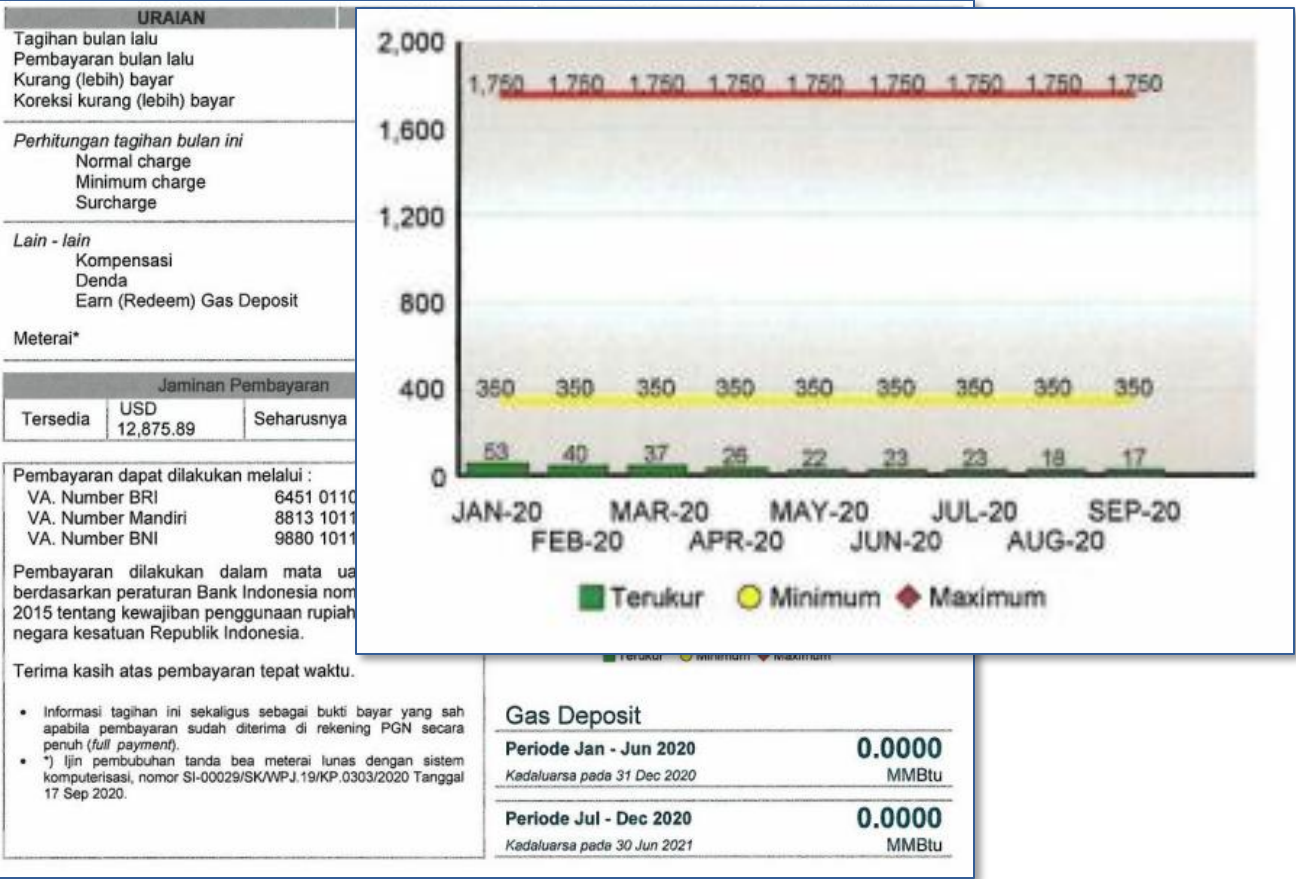 URAIAN
Tagihan bulan lalu
Pembayaran bulan lalu
Kurang (lebih) bayar
Koreksi kurang (lebih) bayar
Perhitungan tagihan bulan ini
Normal charge
Minimum charge
Surcharge
Lain - lain
Kompensasi
Denda
Earn (Redeem) Gas Deposit
Meterai*
Jaminan Pembayaran
Tersedia USD 12,875.89 Seharusnya
Pembayaran dapat dilakukan melalui :
VA. Number BRI 6451 0110
VA. Number Mandiri 8813 1011
VA. Number BNI 9880 1011
Pembayaran dilakukan dalam mata ua
berdasarkan peraturan Bank Indonesia nom
2015 tentang kewajiban penggunaan rupiah
negara kesatuan Republik Indonesia.
Terima kasih atas pembayaran tepat waktu.
• Informasi tagihan ini sekaligus sebagai bukti bayar yang sah
apabila pembayaran sudah diterima di rekening PGN secara
penuh (full payment).
• *) Ijin pembubuhan tanda bea meterai lunas dengan sistem
komputerisasi, nomor SI-00029/SK/WPJ.19/KP.0303/2020 Tanggal
17 Sep 2020.
2,000
1,750 1,750 1,750 1,750 1,750 1,750 1,750 1,750 1,750
1,600
1,200
800
400
350 350 350 350 350 350 350 350 350
53 40 37 26 22 23 23 18 17
0
JAN-20 MAR-20 MAY-20 JUL-20 SEP-20
FEB-20 APR-20 JUN-20 AUG-20
Terukur Minimum Maximum
Terukur Minimum Maximum
Gas Deposit
Periode Jan - Jun 2020 0.0000
Kadaluarsa pada 31 Dec 2020 MMBtu
Periode Jul - Dec 2020 0.0000
Kadaluarsa pada 30 Jun 2021 MMBtu